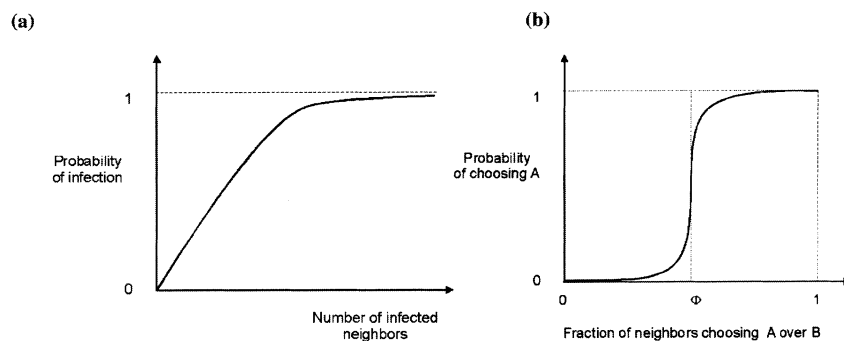 (a)
1
Probability
of infection
0
Number of infected
neighbors
(b)
1
Probability
of choosing A
0
0
Φ
1
Fraction of neighbors choosing A over B